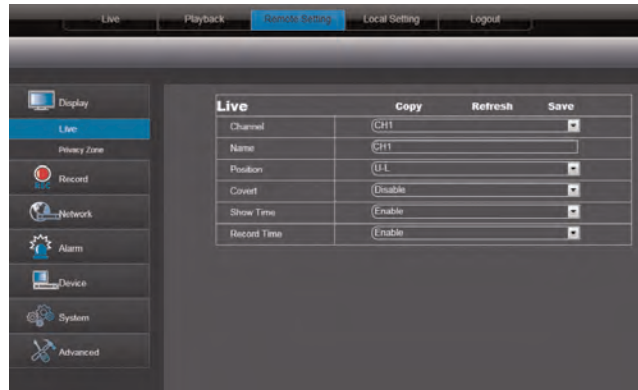 Live Playback Remote Setting Local Setting Logout
Display
Live
Privacy Zone
Record
Network
Alarm
Device
System
Advanced
Live Copy Refresh Save
Channel CH1
Name CH1
Position U-L
Covert Disable
Show Time Enable
Record Time Enable